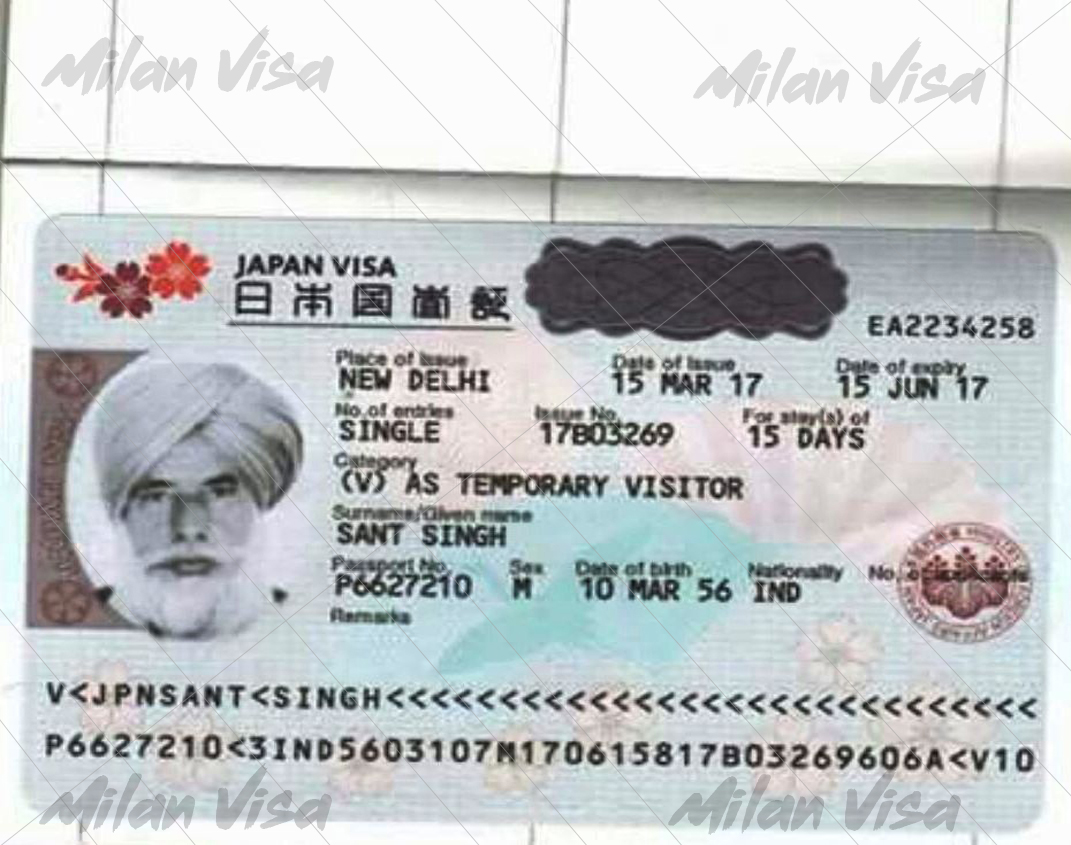 Milan Visa Milan Visa
JAPAN VISA
日本国査証
EA2234258
Place of issue Date of issue Date of expiry
NEW DELHI 15 MAR 17 15 JUN 17
No.of entries Issue No. For stay(s) of
SINGLE 17B03269 15 DAYS
Category
(V) AS TEMPORARY VISITOR
Surname/Given name
SANT SINGH
Passport No. Sex Date of birth Nationality No. of applicants
P6627210 M 10 MAR 56 IND
Remarks
V<JPNSANT<SINGH<<<<<<<<<<<<<<<<<<<<<<<<<<<<<
P6627210<3IND5603107M170615817B03269606A<V10
Milan Visa Milan Visa